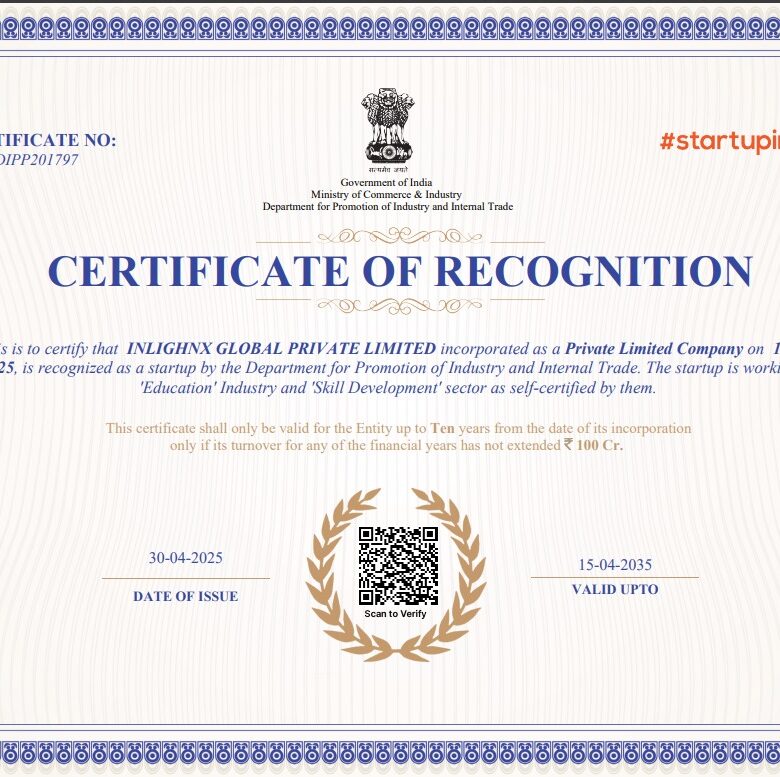 TIFICATE NO:
DIPP201797
#startupin
सत्यमेव जयते
Government of India
Ministry of Commerce & Industry
Department for Promotion of Industry and Internal Trade
CERTIFICATE OF RECOGNITION
s is to certify that INLIGHNX GLOBAL PRIVATE LIMITED incorporated as a Private Limited Company on 1
25, is recognized as a startup by the Department for Promotion of Industry and Internal Trade. The startup is worki
'Education' Industry and 'Skill Development' sector as self-certified by them.
This certificate shall only be valid for the Entity up to Ten years from the date of its incorporation
only if its turnover for any of the financial years has not extended ₹ 100 Cr.
30-04-2025
DATE OF ISSUE
Scan to Verify
15-04-2035
VALID UPTO